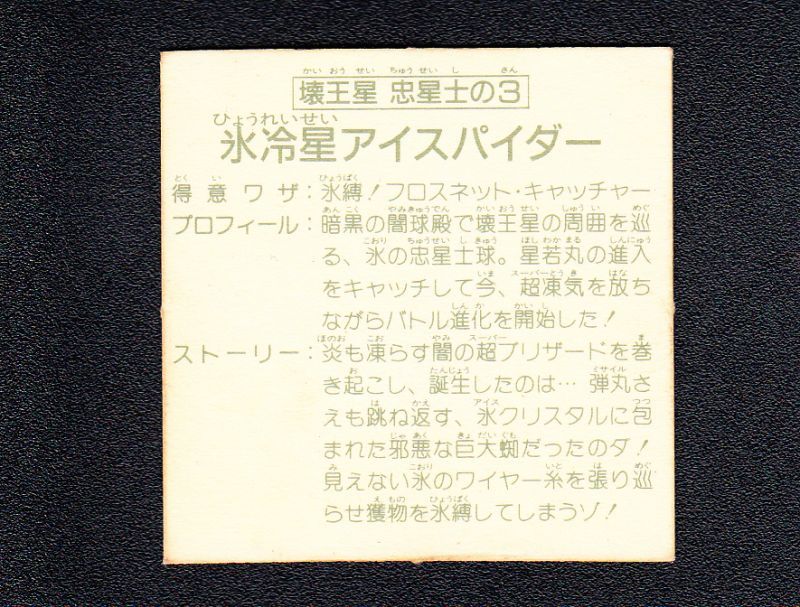 壊王星 忠星士の3
氷冷星アイスパイダー
得意ワザ：氷縛！フロスネット・キャッチャー
プロフィール：暗黒の闇球殿で壊王星の周囲を巡
る、氷の忠星士球。星若丸の進入
をキャッチして今、超凍気を放ち
ながらバトル進化を開始した！
ストーリー：炎も凍らす闇の超ブリザードを巻
き起こし、誕生したのは… 弾丸さ
えも跳ね返す、氷クリスタルに包
まれた邪悪な巨大蜘だったのダ！
見えない氷のワイヤー糸を張り巡
らせ獲物を氷縛してしまうゾ！